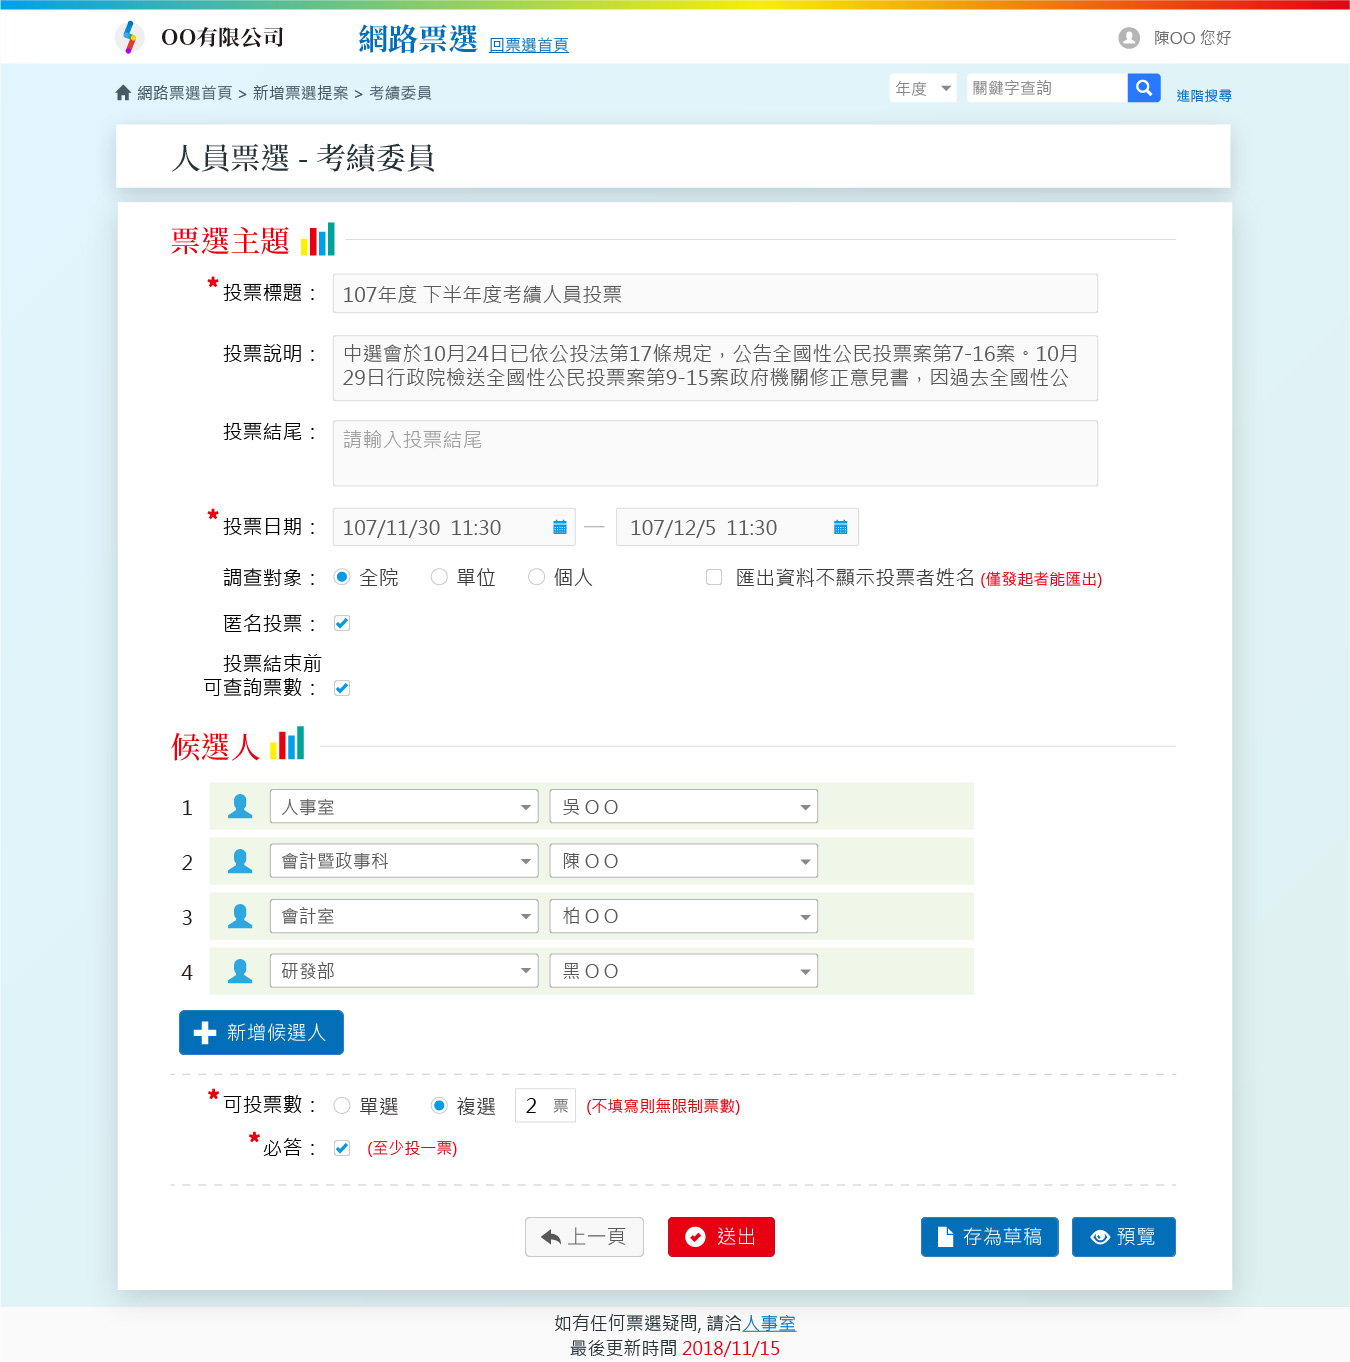 OO有限公司
網路票選 回票選首頁
陳OO 您好
網路票選首頁 > 新增票選提案 > 考績委員
年度
關鍵字查詢
進階搜尋
人員票選 - 考績委員
票選主題
* 投票標題：
107年度 下半年度考績人員投票
投票說明：
中選會於10月24日已依公投法第17條規定，公告全國性公民投票案第7-16案。10月
29日行政院檢送全國性公民投票案第9-15案政府機關修正意見書，因過去全國性公
投票結尾：
請輸入投票結尾
* 投票日期：
107/11/30 11:30 — 107/12/5 11:30
調查對象： 全院 單位 個人 匯出資料不顯示投票者姓名 (僅發起者能匯出)
匿名投票：
投票結束前
可查詢票數：
候選人
1 人事室 吳OO
2 會計暨政事科 陳OO
3 會計室 柏OO
4 研發部 黑OO
新增候選人
* 可投票數： 單選 複選 2 票 (不填寫則無限制票數)
* 必答： (至少投一票)
上一頁 送出 存為草稿 預覽
如有任何票選疑問, 請洽人事室
最後更新時間 2018/11/15